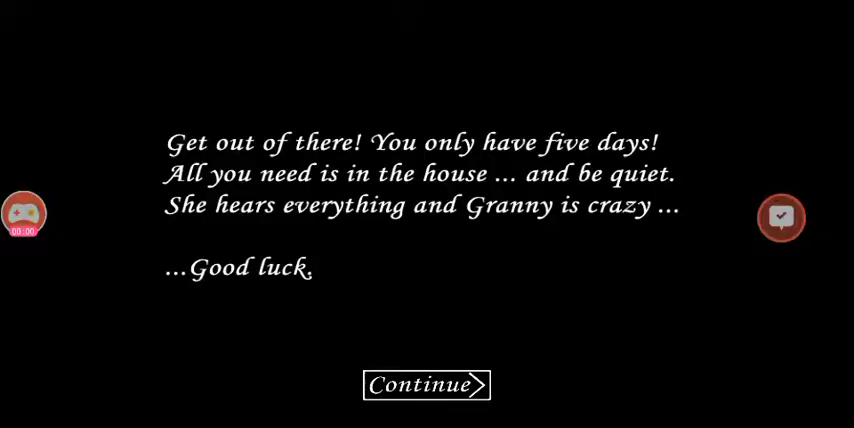 Get out of there! You only have five days!
All you need is in the house ... and be quiet.
She hears everything and Granny is crazy ...
...Good luck.
00:00
Continue